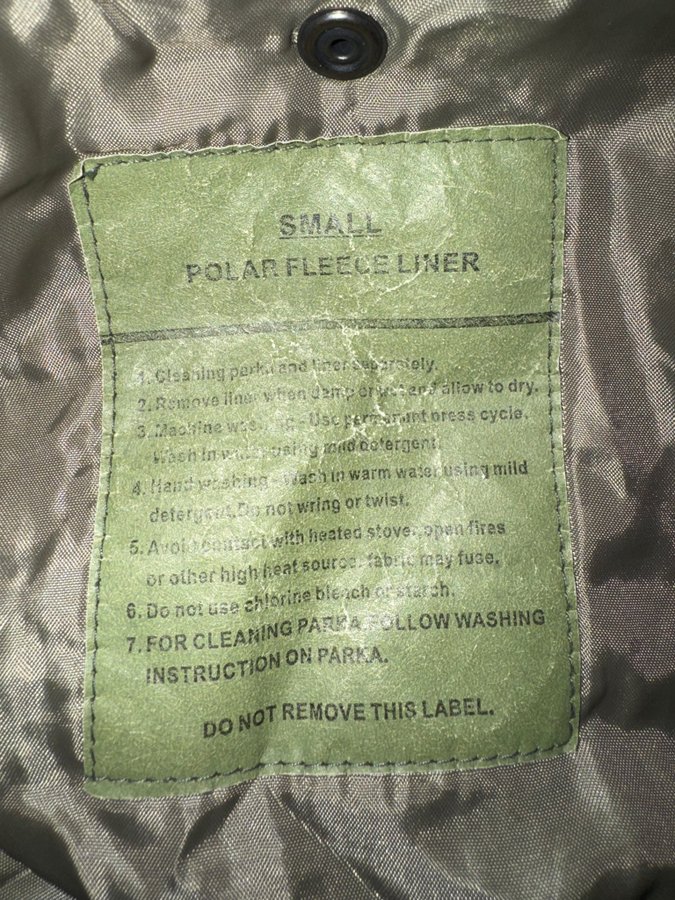 SMALL
POLAR FLEECE LINER
1. Cleaning parka and liner separately.
2. Remove liner when damp or wet and allow to dry.
3. Machine washing - Use permanent press cycle.
Wash in water using mild detergent.
4. Hand washing - Wash in warm water using mild
detergent. Do not wring or twist.
5. Avoid contact with heated stove, open fires
or other high heat source, fabric may fuse.
6. Do not use chlorine bleach or starch.
7. FOR CLEANING PARKA FOLLOW WASHING
INSTRUCTION ON PARKA.
DO NOT REMOVE THIS LABEL.